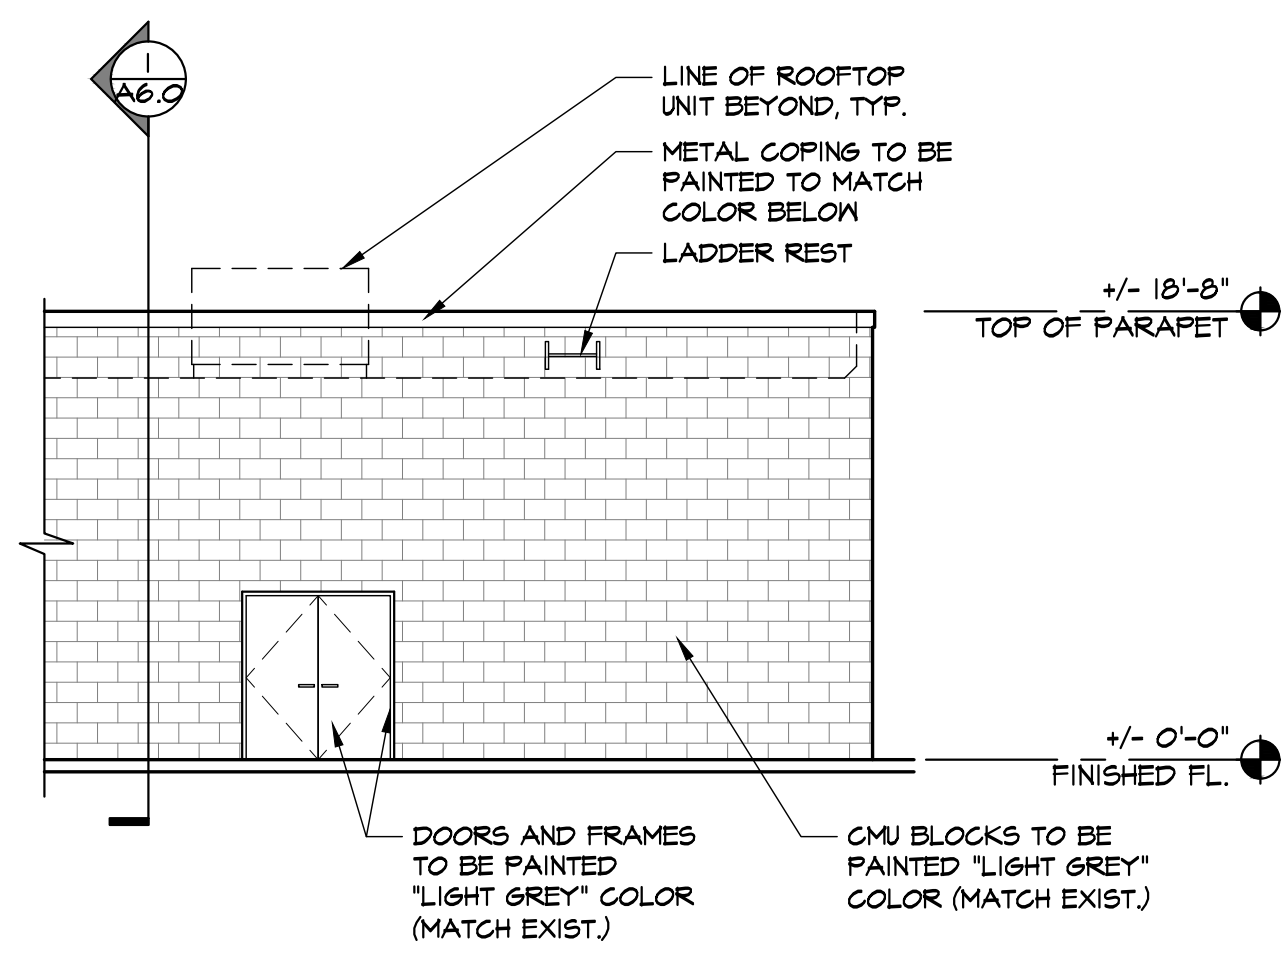 1
A6.0
LINE OF ROOFTOP
UNIT BEYOND, TYP.
METAL COPING TO BE
PAINTED TO MATCH
COLOR BELOW
LADDER REST
+/- 18'-8"
TOP OF PARAPET
+/- 0'-0"
FINISHED FL.
DOORS AND FRAMES
TO BE PAINTED
"LIGHT GREY" COLOR
(MATCH EXIST.)
CMU BLOCKS TO BE
PAINTED "LIGHT GREY"
COLOR (MATCH EXIST.)